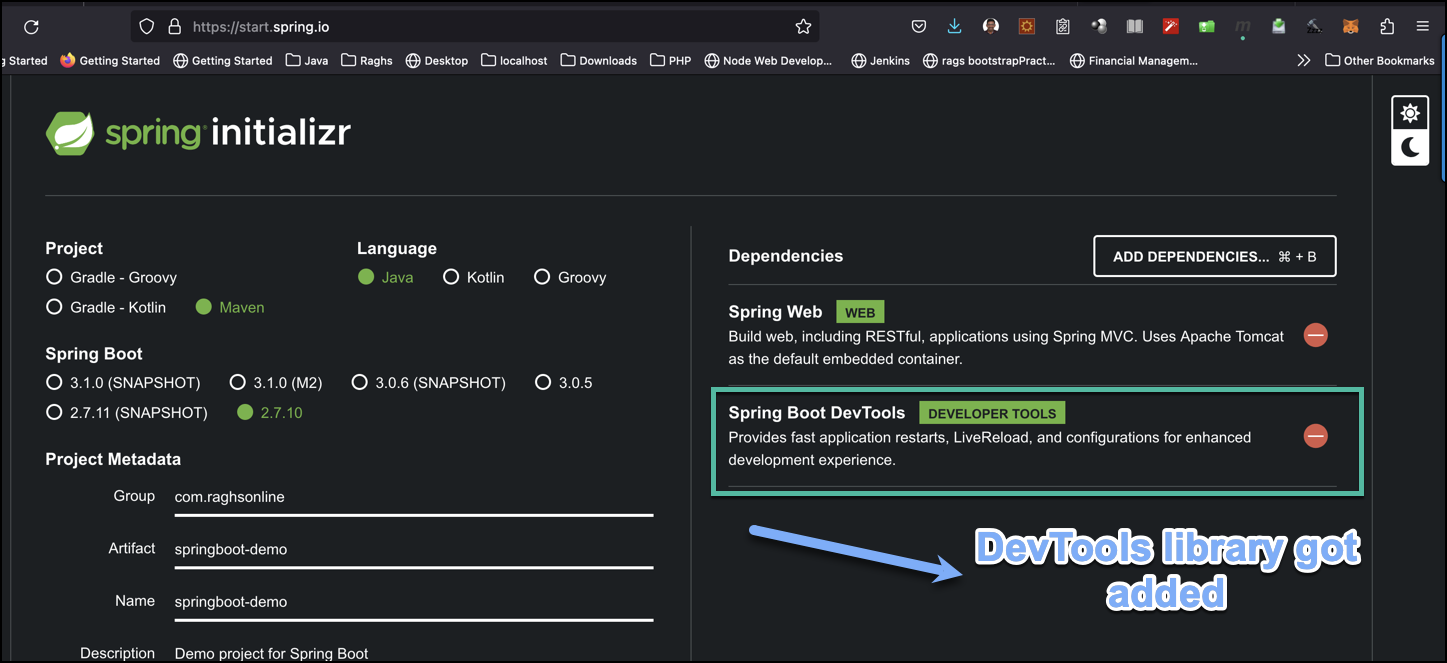 https://start.spring.io
g Started Getting Started Getting Started Java Raghs Desktop localhost Downloads PHP Node Web Develop... Jenkins rags bootstrapPract... Financial Managem... Other Bookmarks
spring initializr
Project
Gradle - Groovy
Gradle - Kotlin Maven
Language
Java Kotlin Groovy
Spring Boot
3.1.0 (SNAPSHOT) 3.1.0 (M2) 3.0.6 (SNAPSHOT) 3.0.5
2.7.11 (SNAPSHOT) 2.7.10
Project Metadata
Group com.raghsonline
Artifact springboot-demo
Name springboot-demo
Description Demo project for Spring Boot
Dependencies
ADD DEPENDENCIES... ⌘ + B
Spring Web WEB
Build web, including RESTful, applications using Spring MVC. Uses Apache Tomcat
as the default embedded container.
Spring Boot DevTools DEVELOPER TOOLS
Provides fast application restarts, LiveReload, and configurations for enhanced
development experience.
DevTools library got
added